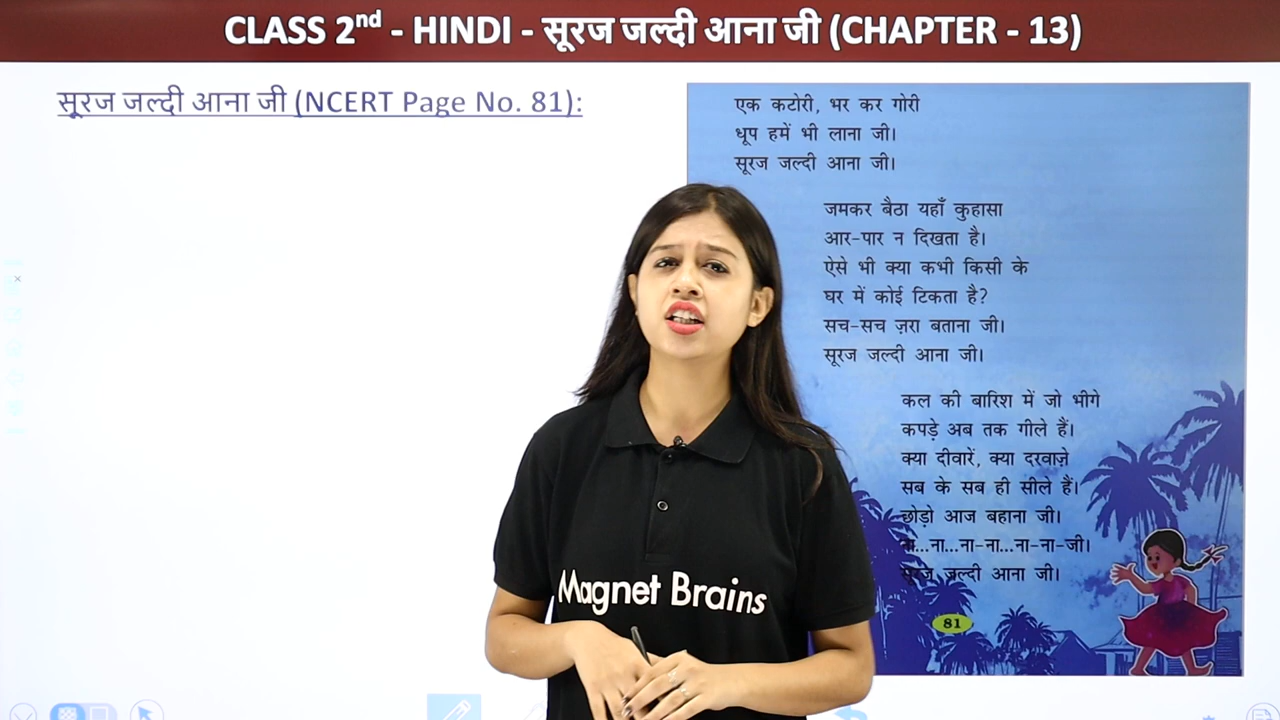 CLASS 2nd - HINDI - सूरज जल्दी आना जी (CHAPTER - 13)
सूरज जल्दी आना जी (NCERT Page No. 81):
एक कटोरी, भर कर गोरी
धूप हमें भी लाना जी।
सूरज जल्दी आना जी।
जमकर बैठा यहाँ कुहासा
आर-पार न दिखता है।
ऐसे भी क्या कभी किसी के
घर में कोई टिकता है?
सच-सच ज़रा बताना जी।
सूरज जल्दी आना जी।
कल की बारिश में जो भीगे
कपड़े अब तक गीले हैं।
क्या दीवारें, क्या दरवाज़े
सब के सब ही सीले हैं।
छोड़ो आज बहाना जी।
ना...ना...ना-ना...ना-ना-जी।
सूरज जल्दी आना जी।
81
Magnet Brains